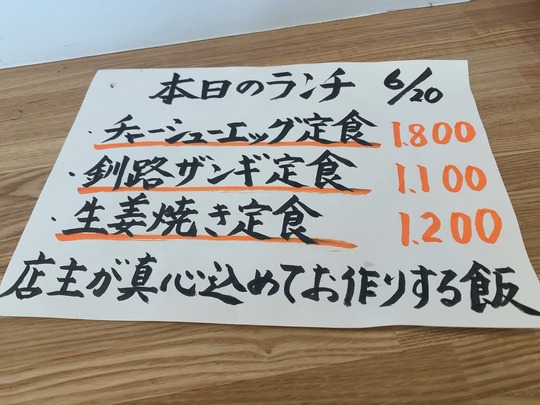 本日のランチ 6/20
・チャーシューエッグ定食 1.800
・釧路ザンギ定食 1.100
・生姜焼き定食 1.200
店主が真心込めてお作りする飯